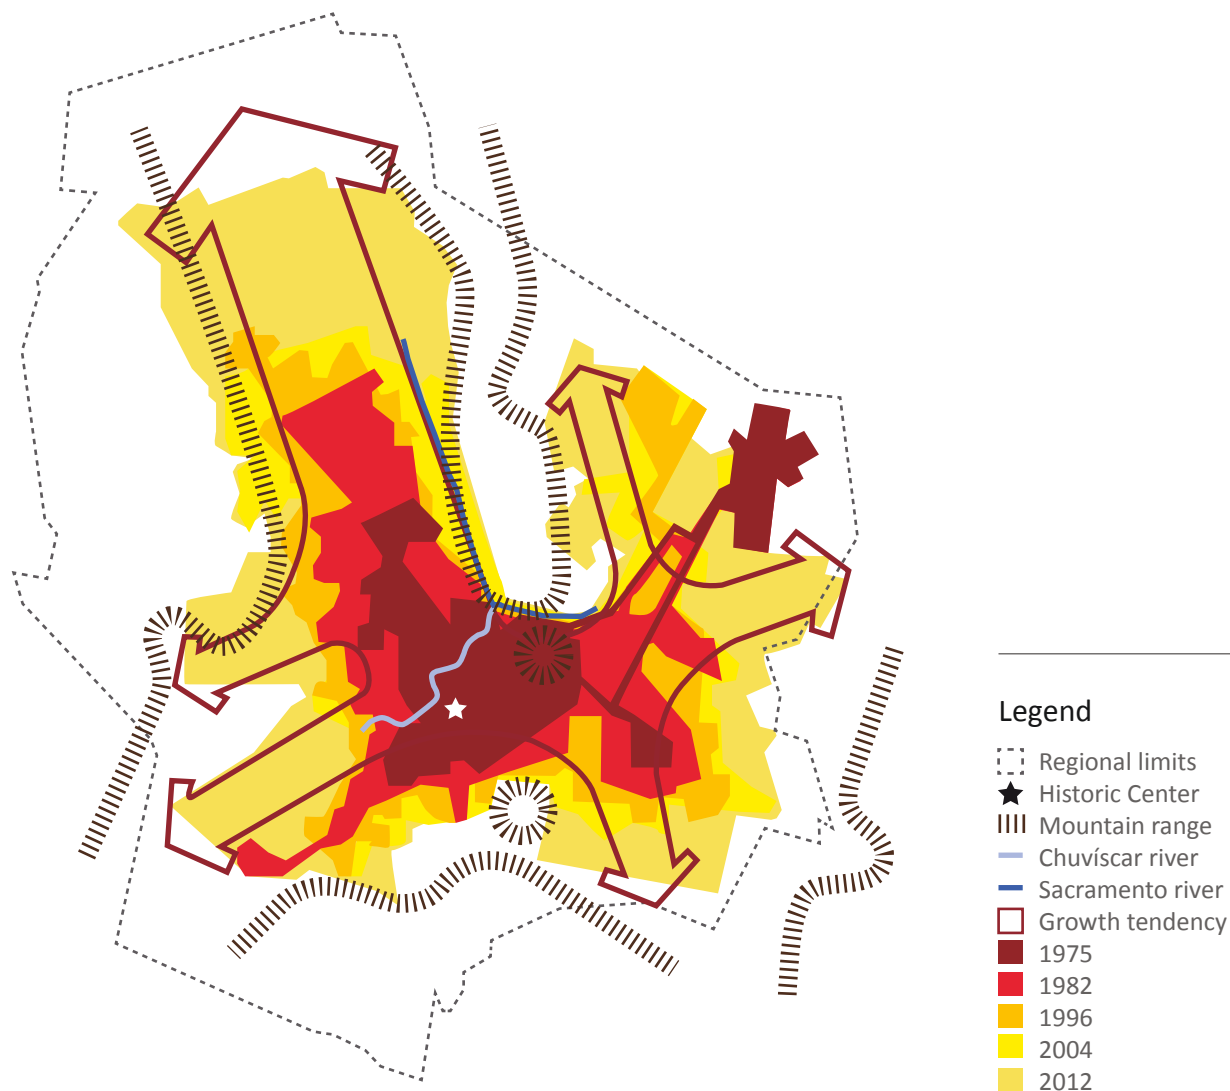 Legend
Regional limits
Historic Center
Mountain range
Chuvíscar river
Sacramento river
Growth tendency
1975
1982
1996
2004
2012